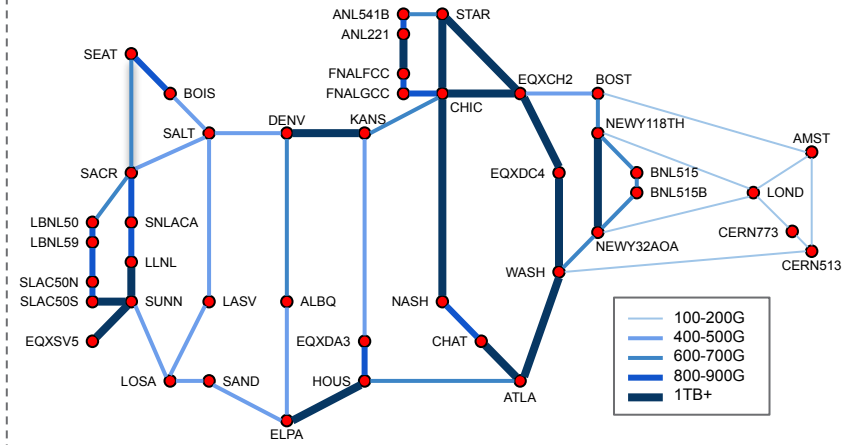 ANL541B
STAR
ANL221
SEAT
FNALFCC
EQXCH2
BOST
BOIS
FNALGCC
CHIC
DENV
KANS
NEWY118TH
SALT
AMST
SACR
EQXDC4
BNL515
BNL515B
LOND
LBNL50
SNLACA
CERN773
LBNL59
NEWY32AOA
LLNL
CERN513
SLAC50N
WASH
SLAC50S
SUNN
LASV
ALBQ
NASH
100-200G
EQXSV5
EQXDA3
CHAT
400-500G
600-700G
LOSA
SAND
HOUS
800-900G
ATLA
1TB+
ELPA